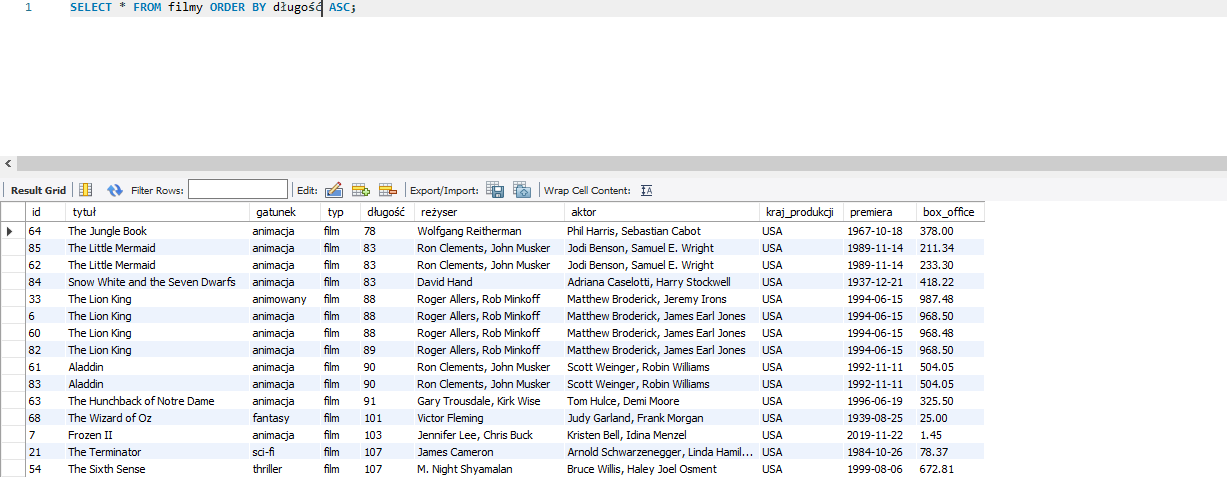 1 SELECT * FROM filmy ORDER BY długość ASC;
Result Grid Filter Rows: Edit: Export/Import: Wrap Cell Content:
id tytuł gatunek typ długość reżyser aktor kraj_produkcji premiera box_office
64 The Jungle Book animacja film 78 Wolfgang Reitherman Phil Harris, Sebastian Cabot USA 1967-10-18 378.00
85 The Little Mermaid animacja film 83 Ron Clements, John Musker Jodi Benson, Samuel E. Wright USA 1989-11-14 211.34
62 The Little Mermaid animacja film 83 Ron Clements, John Musker Jodi Benson, Samuel E. Wright USA 1989-11-14 233.30
84 Snow White and the Seven Dwarfs animacja film 83 David Hand Adriana Caselotti, Harry Stockwell USA 1937-12-21 418.22
33 The Lion King animowany film 88 Roger Allers, Rob Minkoff Matthew Broderick, Jeremy Irons USA 1994-06-15 987.48
6 The Lion King animacja film 88 Roger Allers, Rob Minkoff Matthew Broderick, James Earl Jones USA 1994-06-15 968.50
60 The Lion King animacja film 88 Roger Allers, Rob Minkoff Matthew Broderick, James Earl Jones USA 1994-06-15 968.48
82 The Lion King animacja film 89 Roger Allers, Rob Minkoff Matthew Broderick, James Earl Jones USA 1994-06-15 968.50
61 Aladdin animacja film 90 Ron Clements, John Musker Scott Weinger, Robin Williams USA 1992-11-11 504.05
83 Aladdin animacja film 90 Ron Clements, John Musker Scott Weinger, Robin Williams USA 1992-11-11 504.05
63 The Hunchback of Notre Dame animacja film 91 Gary Trousdale, Kirk Wise Tom Hulce, Demi Moore USA 1996-06-19 325.50
68 The Wizard of Oz fantasy film 101 Victor Fleming Judy Garland, Frank Morgan USA 1939-08-25 25.00
7 Frozen II animacja film 103 Jennifer Lee, Chris Buck Kristen Bell, Idina Menzel USA 2019-11-22 1.45
21 The Terminator sci-fi film 107 James Cameron Arnold Schwarzenegger, Linda Hamil... USA 1984-10-26 78.37
54 The Sixth Sense thriller film 107 M. Night Shyamalan Bruce Willis, Haley Joel Osment USA 1999-08-06 672.81